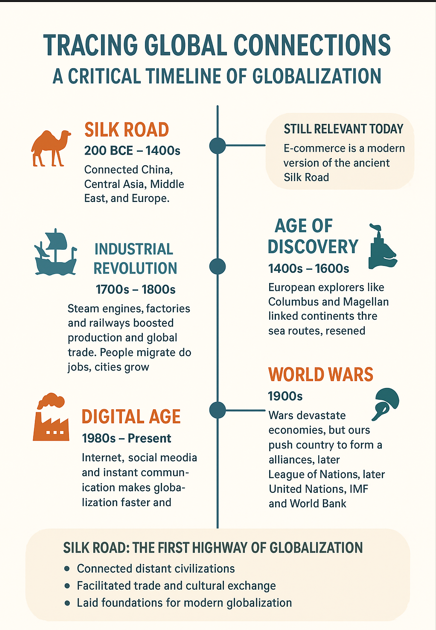 TRACING GLOBAL CONNECTIONS
A CRITICAL TIMELINE OF GLOBALIZATION
SILK ROAD
200 BCE – 1400s
Connected China,
Central Asia, Middle
East, and Europe.
STILL RELEVANT TODAY
E-commerce is a modern
version of the ancient
Silk Road
INDUSTRIAL
REVOLUTION
1700s – 1800s
Steam engines, factories
and railways boosted
production and global
trade. People migrate do
jobs, cities grow
AGE OF
DISCOVERY
1400s – 1600s
European explorers like
Columbus and Magellan
linked continents thre
sea routes, resened
DIGITAL AGE
1980s – Present
Internet, social meodia
and instant commun-
ication makes globa-
lization faster and
WORLD WARS
1900s
Wars devastate
economies, but ours
push country to form a
alliances, later
League of Nations, later
United Nations, IMF
and World Bank
SILK ROAD: THE FIRST HIGHWAY OF GLOBALIZATION
• Connected distant civilizations
• Facilitated trade and cultural exchange
• Laid foundations for modern globalization